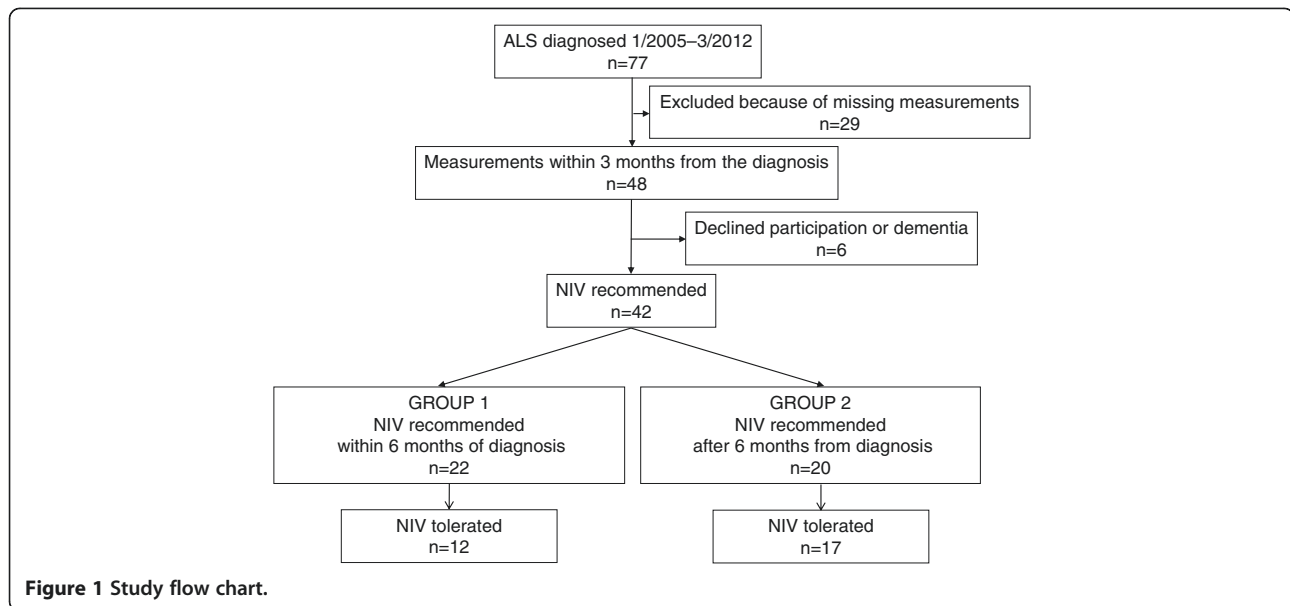 ALS diagnosed 1/2005–3/2012
n=77
Excluded because of missing measurements
n=29
Measurements within 3 months from the diagnosis
n=48
Declined participation or dementia
n=6
NIV recommended
n=42
GROUP 1
NIV recommended
within 6 months of diagnosis
n=22
GROUP 2
NIV recommended
after 6 months from diagnosis
n=20
NIV tolerated
n=12
NIV tolerated
n=17
Figure 1 Study flow chart.